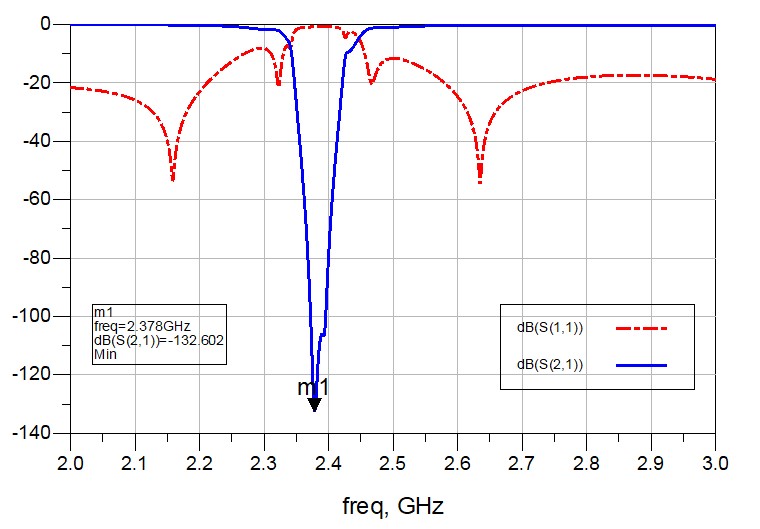 0
-20
-40
-60
-80
-100
-120
-140
m1
freq=2.378GHz
dB(S(2,1))=-132.602
Min
m1
dB(S(1,1))
dB(S(2,1))
2.0 2.1 2.2 2.3 2.4 2.5 2.6 2.7 2.8 2.9 3.0
freq, GHz